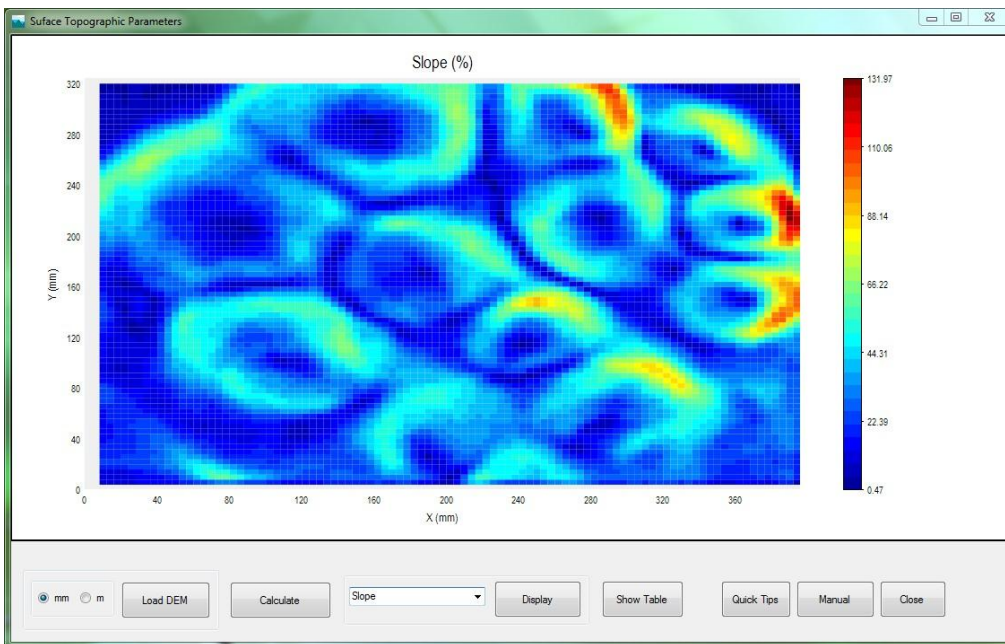 Suface Topographic Parameters
Slope (%)
320
280
240
200
160
120
80
40
0
Y (mm)
0 40 80 120 160 200 240 280 320 360
X (mm)
131.97
110.06
88.14
66.22
44.31
22.39
0.47
mm m Load DEM Calculate Slope Display Show Table Quick Tips Manual Close